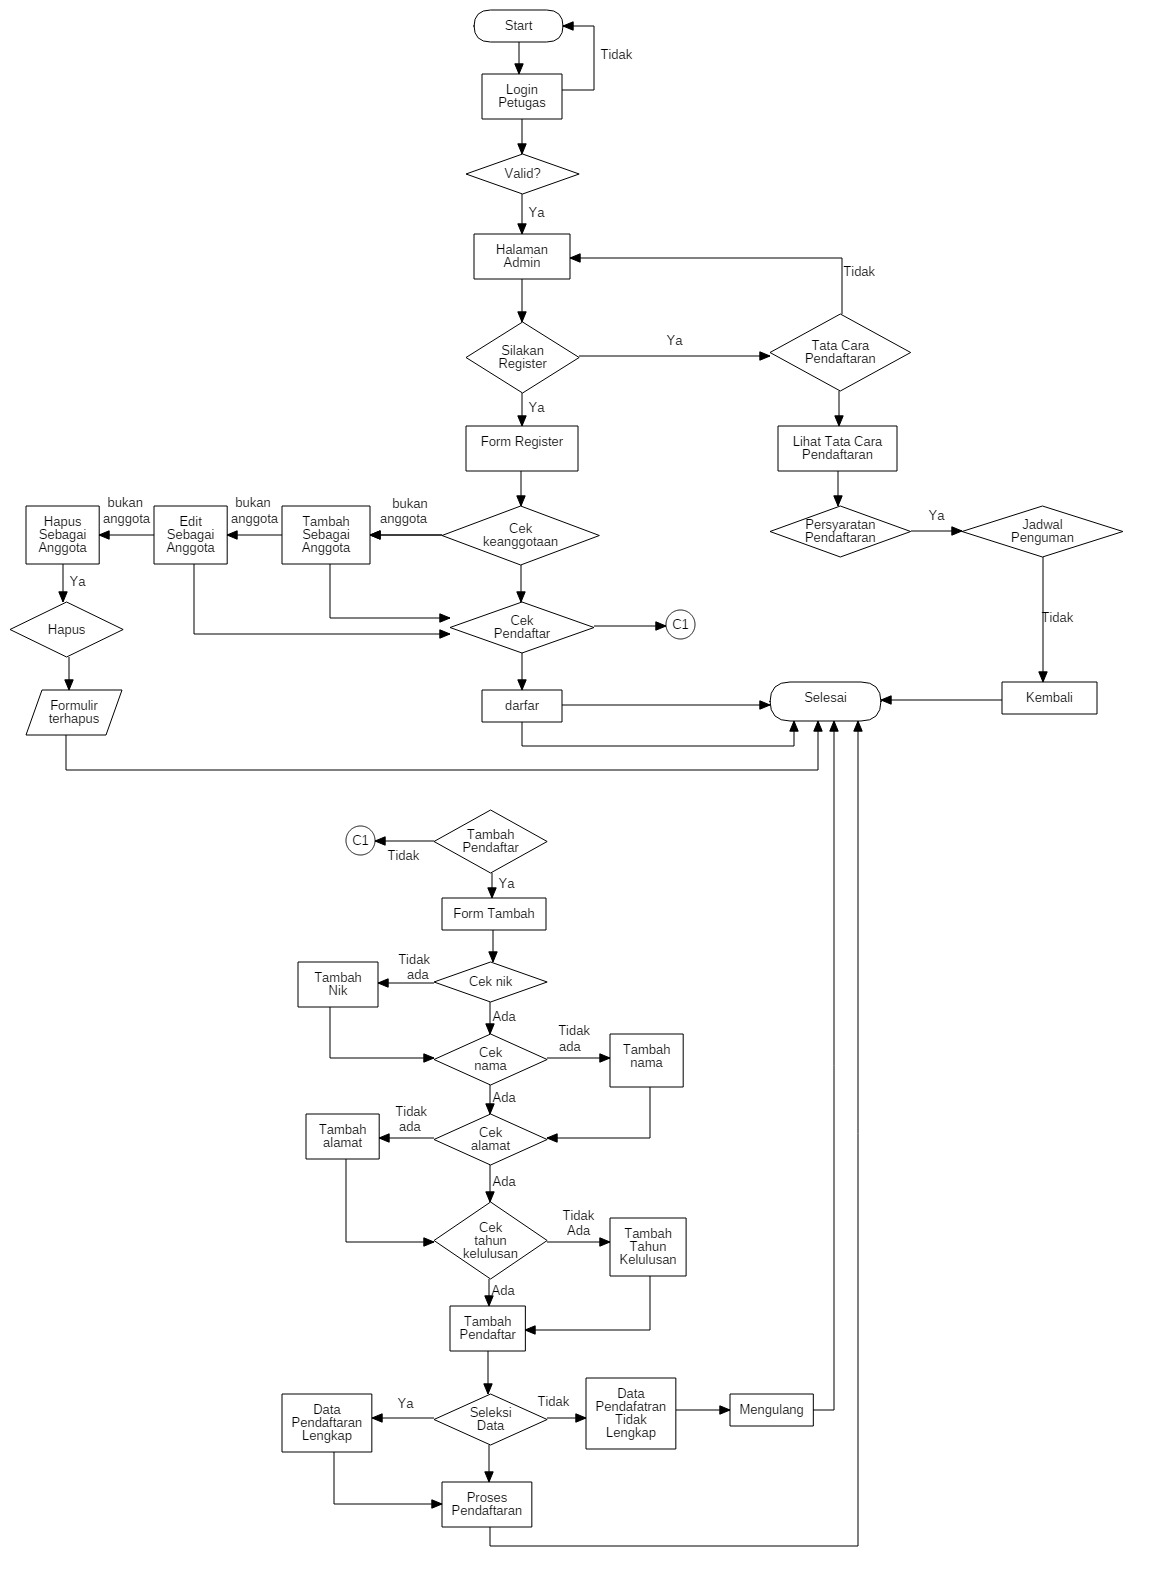 Start
Tidak
Login
Petugas
Valid?
Ya
Halaman
Admin
Tidak
Silakan
Register
Ya
Tata Cara
Pendaftaran
Ya
Form Register
Lihat Tata Cara
Pendaftaran
Hapus
Sebagai
Anggota
bukan
anggota
Edit
Sebagai
Anggota
bukan
anggota
Tambah
Sebagai
Anggota
bukan
anggota
Cek
keanggotaan
Persyaratan
Pendaftaran
Ya
Jadwal
Penguman
Ya
Hapus
Cek
Pendaftar
C1
Tidak
Formulir
terhapus
darfar
Selesai
Kembali
C1
Tidak
Tambah
Pendaftar
Ya
Form Tambah
Tambah
Nik
Tidak
ada
Cek nik
Ada
Cek
nama
Tidak
ada
Tambah
nama
Ada
Tambah
alamat
Tidak
ada
Cek
alamat
Ada
Cek
tahun
kelulusan
Tidak
Ada
Tambah
Tahun
Kelulusan
Ada
Tambah
Pendaftar
Data
Pendaftaran
Lengkap
Ya
Seleksi
Data
Tidak
Data
Pendafatran
Tidak
Lengkap
Mengulang
Proses
Pendaftaran